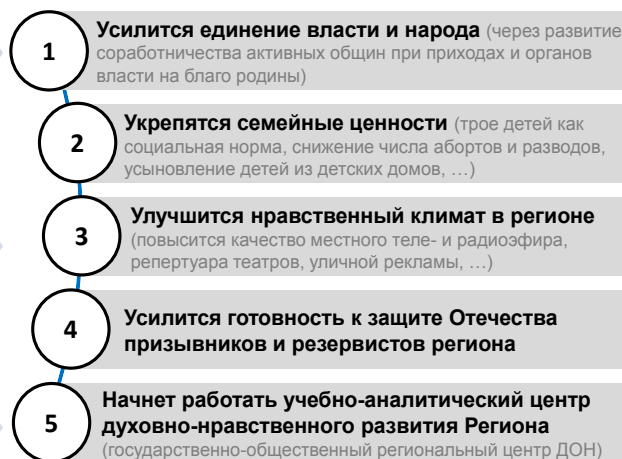 1
Усилится единение власти и народа (через развитие
соработничества активных общин при приходах и органов
власти на благо родины)
2
Укрепятся семейные ценности (трое детей как
социальная норма, снижение числа абортов и разводов,
усыновление детей из детских домов, …)
3
Улучшится нравственный климат в регионе
(повысится качество местного теле- и радиоэфира,
репертуара театров, уличной рекламы, …)
4
Усилится готовность к защите Отечества
призывников и резервистов региона
5
Начнет работать учебно-аналитический центр
духовно-нравственного развития Региона
(государственно-общественный региональный центр ДОН)